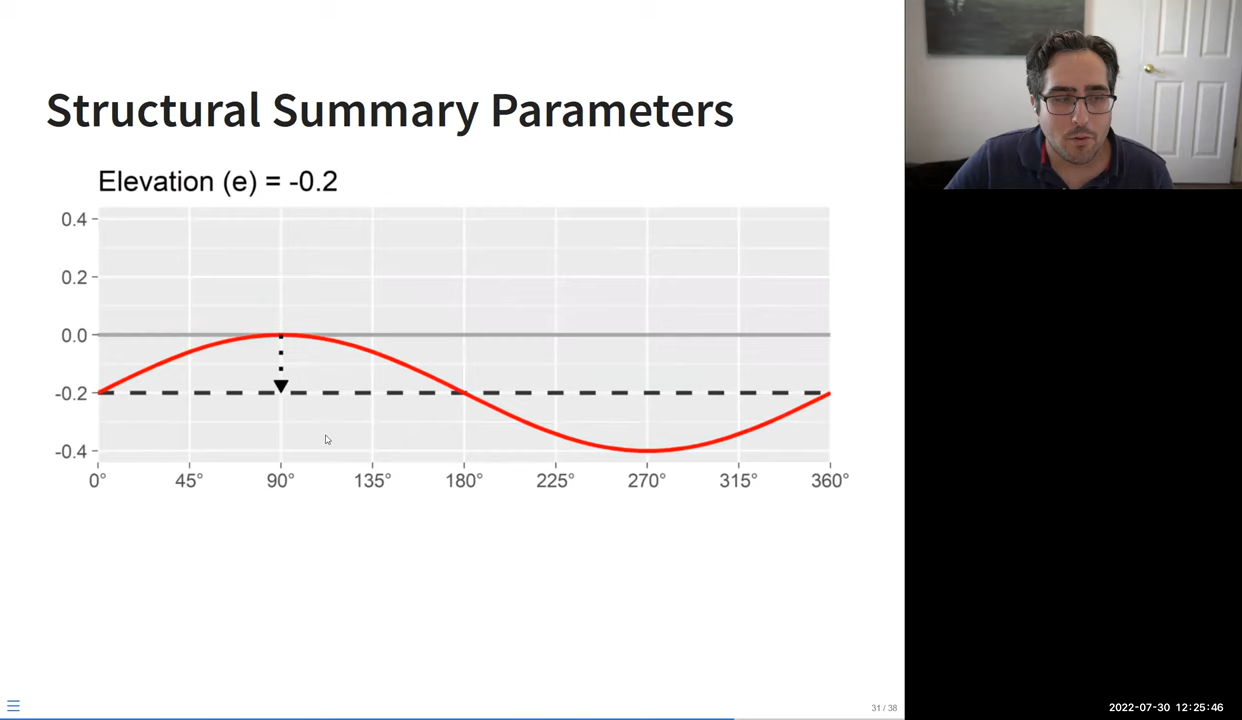 Structural Summary Parameters
Elevation (e) = -0.2
0.4
0.2
0.0
-0.2
-0.4
0° 45° 90° 135° 180° 225° 270° 315° 360°
31 / 38
2022-07-30 12:25:46